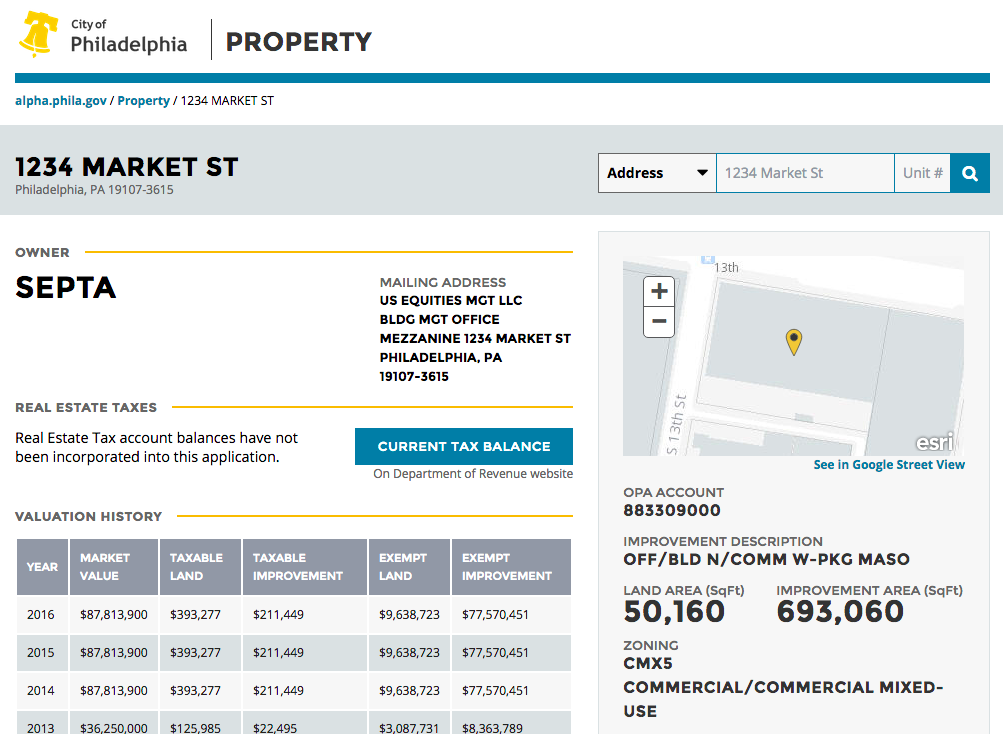 City of
Philadelphia
PROPERTY
alpha.phila.gov / Property / 1234 MARKET ST
1234 MARKET ST
Philadelphia, PA 19107-3615
Address 1234 Market St Unit #
OWNER
SEPTA
MAILING ADDRESS
US EQUITIES MGT LLC
BLDG MGT OFFICE
MEZZANINE 1234 MARKET ST
PHILADELPHIA, PA
19107-3615
REAL ESTATE TAXES
Real Estate Tax account balances have not
been incorporated into this application.
CURRENT TAX BALANCE
On Department of Revenue website
VALUATION HISTORY
YEAR MARKET VALUE TAXABLE LAND TAXABLE IMPROVEMENT EXEMPT LAND EXEMPT IMPROVEMENT
2016 $87,813,900 $393,277 $211,449 $9,638,723 $77,570,451
2015 $87,813,900 $393,277 $211,449 $9,638,723 $77,570,451
2014 $87,813,900 $393,277 $211,449 $9,638,723 $77,570,451
2013 $36,250,000 $125,985 $22,495 $3,087,731 $8,363,789
13th
+
−
S 13th St
esri
See in Google Street View
OPA ACCOUNT
883309000
IMPROVEMENT DESCRIPTION
OFF/BLD N/COMM W-PKG MASO
LAND AREA (SqFt) IMPROVEMENT AREA (SqFt)
50,160 693,060
ZONING
CMX5
COMMERCIAL/COMMERCIAL MIXED-
USE